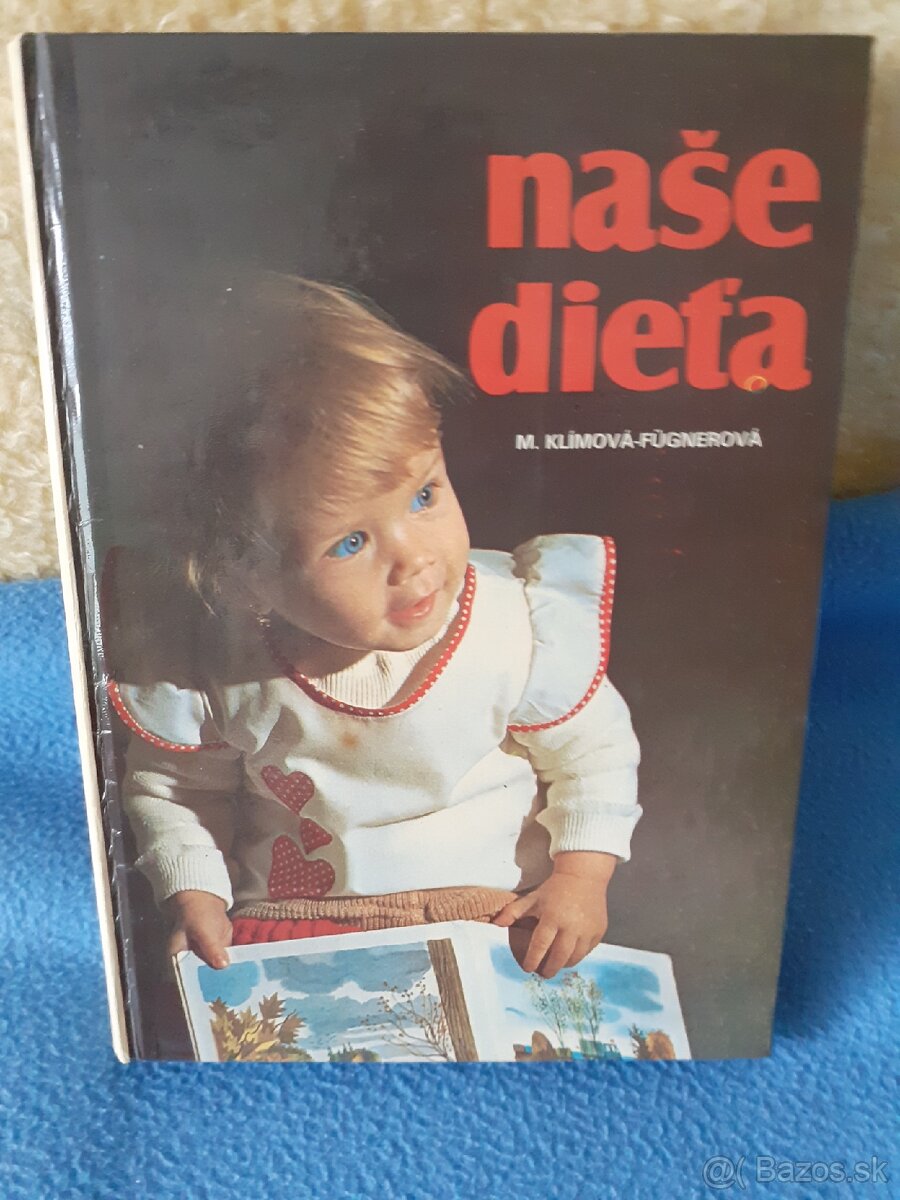 naše
dieťa
M. KLÍMOVÁ-FÜGNEROVÁ
@( Bazos.sk